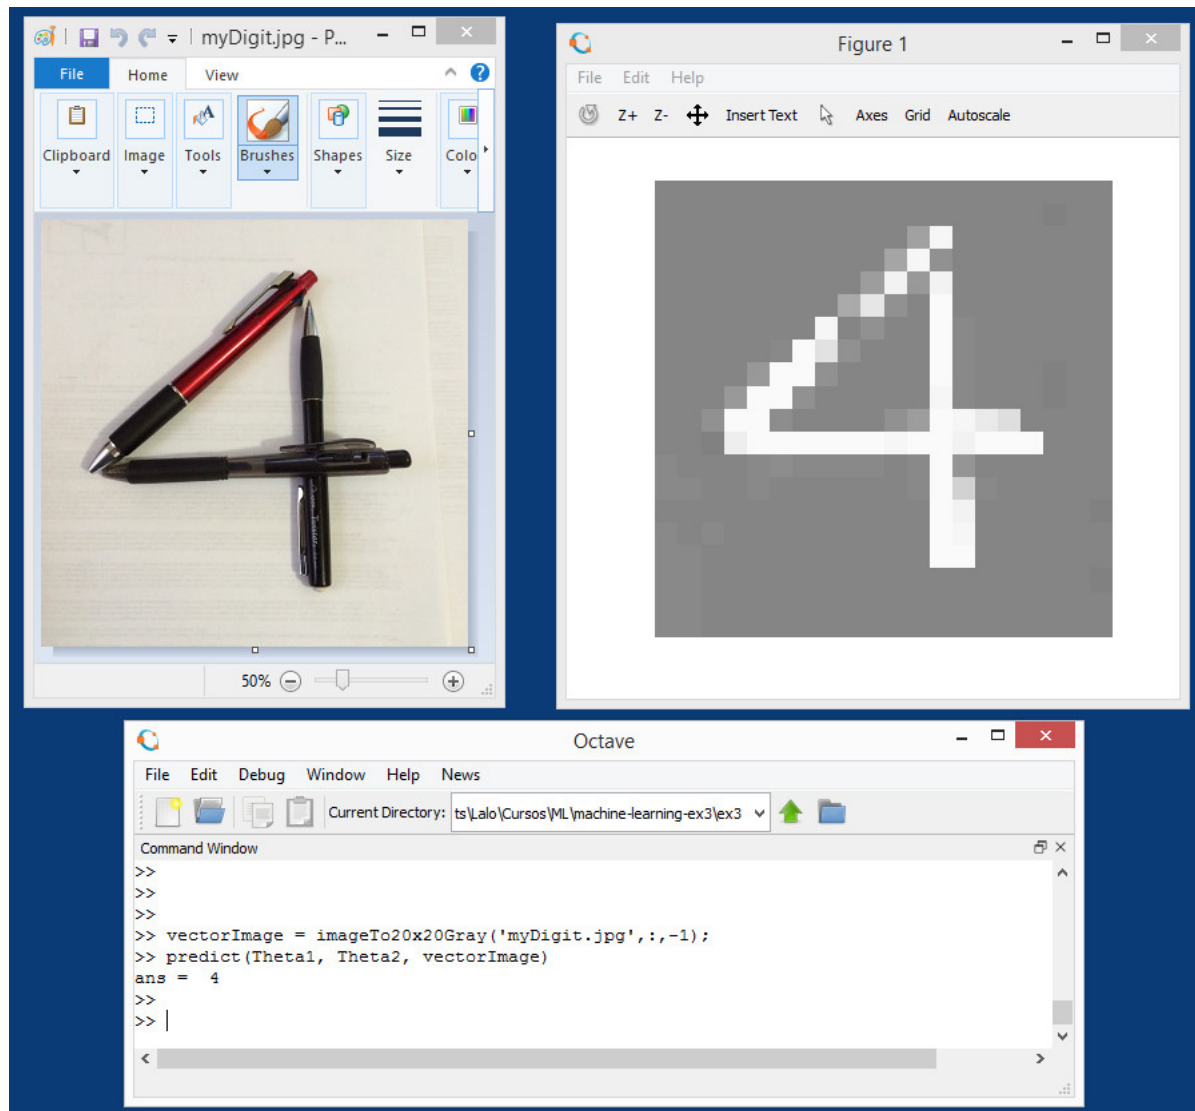 myDigit.jpg - P...
File Home View
Clipboard Image Tools Brushes Shapes Size Colo
50%
Figure 1
File Edit Help
Z+ Z- Insert Text Axes Grid Autoscale
4
Octave
File Edit Debug Window Help News
Current Directory: ts\Lalo\Cursos\ML\machine-learning-ex3\ex3
Command Window
>>
>>
>>
>> vectorImage = imageTo20x20Gray('myDigit.jpg',:,-1);
>> predict(Theta1, Theta2, vectorImage)
ans =  4
>>
>>